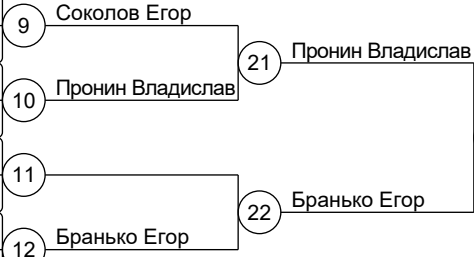 9
Соколов Егор
21
Пронин Владислав
10
Пронин Владислав
11
22
Бранько Егор
12
Бранько Егор